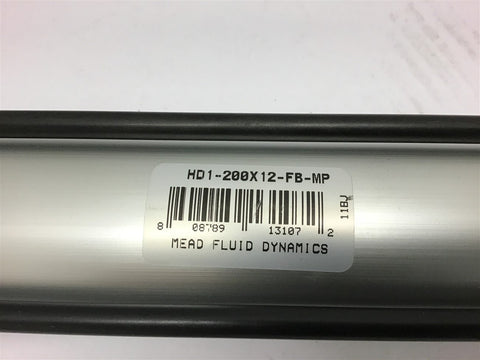 HD1-200X12-FB-MP
8 08789 13107 2
11BJ
MEAD FLUID DYNAMICS